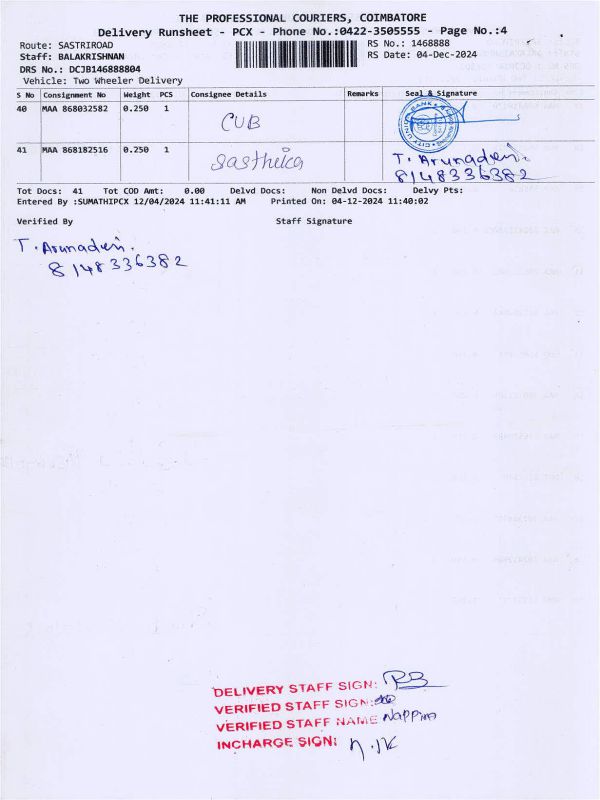 THE PROFESSIONAL COURIERS, COIMBATORE
Delivery Runsheet - PCX - Phone No.:0422-3505555 - Page No.:4
Route: SASTRIROAD RS No.: 1468888
Staff: BALAKRISHNAN RS Date: 04-Dec-2024
DRS No.: DCJB146888804
Vehicle: Two Wheeler Delivery
S No Consignment No Weight PCS Consignee Details Remarks Seal & Signature
40 MAA 868032582 0.250 1 CUB
CITY UNION BANK
41 MAA 868182516 0.250 1 Sasthika T. Arunadevi
8148336382
Tot Docs: 41 Tot COD Amt: 0.00 Delvd Docs: Non Delvd Docs: Delvy Pts:
Entered By :SUMATHIPCX 12/04/2024 11:41:11 AM Printed On: 04-12-2024 11:40:02
Verified By Staff Signature
T. Arunadevi.
8148336382
DELIVERY STAFF SIGN:
VERIFIED STAFF SIGN:
VERIFIED STAFF NAME
INCHARGE SIGN: